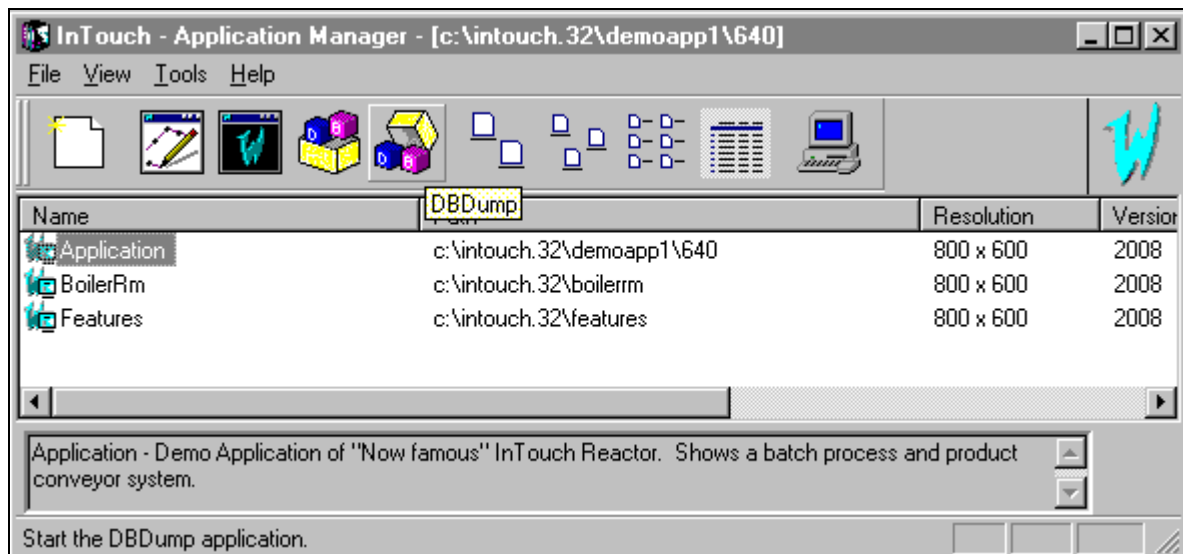 InTouch - Application Manager - [c:\intouch.32\demoapp1\640]
File View Tools Help
DBDump
Name Resolution Version
Application c:\intouch.32\demoapp1\640 800 x 600 2008
BoilerRm c:\intouch.32\boilerrm 800 x 600 2008
Features c:\intouch.32\features 800 x 600 2008
Application - Demo Application of "Now famous" InTouch Reactor. Shows a batch process and product
conveyor system.
Start the DBDump application.